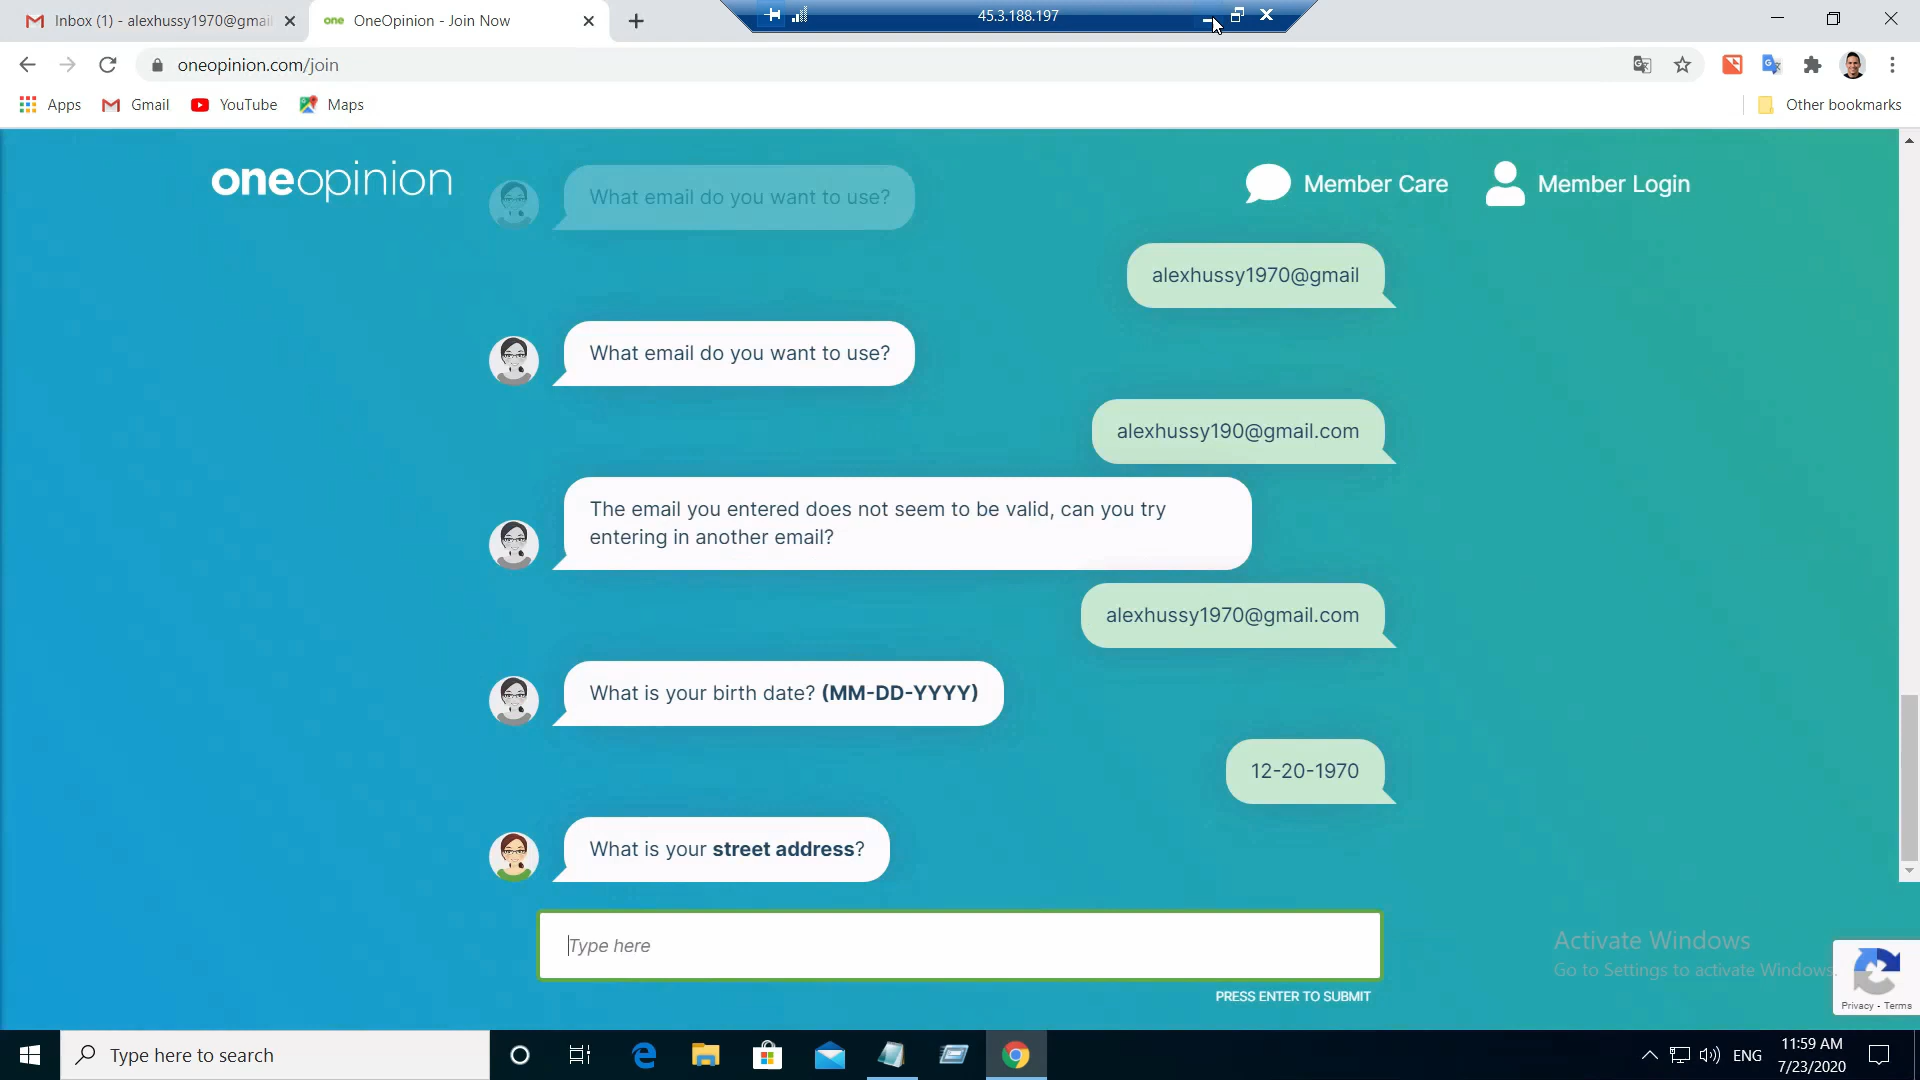 Inbox (1) - alexhussy1970@gmail
OneOpinion - Join Now
45.3.188.197
oneopinion.com/join
Apps
Gmail
YouTube
Maps
Other bookmarks
oneopinion
Member Care
Member Login
What email do you want to use?
alexhussy1970@gmail
What email do you want to use?
alexhussy190@gmail.com
The email you entered does not seem to be valid, can you try
entering in another email?
alexhussy1970@gmail.com
What is your birth date? (MM-DD-YYYY)
12-20-1970
What is your street address?
Type here
PRESS ENTER TO SUBMIT
Activate Windows
Go to Settings to activate Windows.
Privacy - Terms
Type here to search
ENG
11:59 AM
7/23/2020